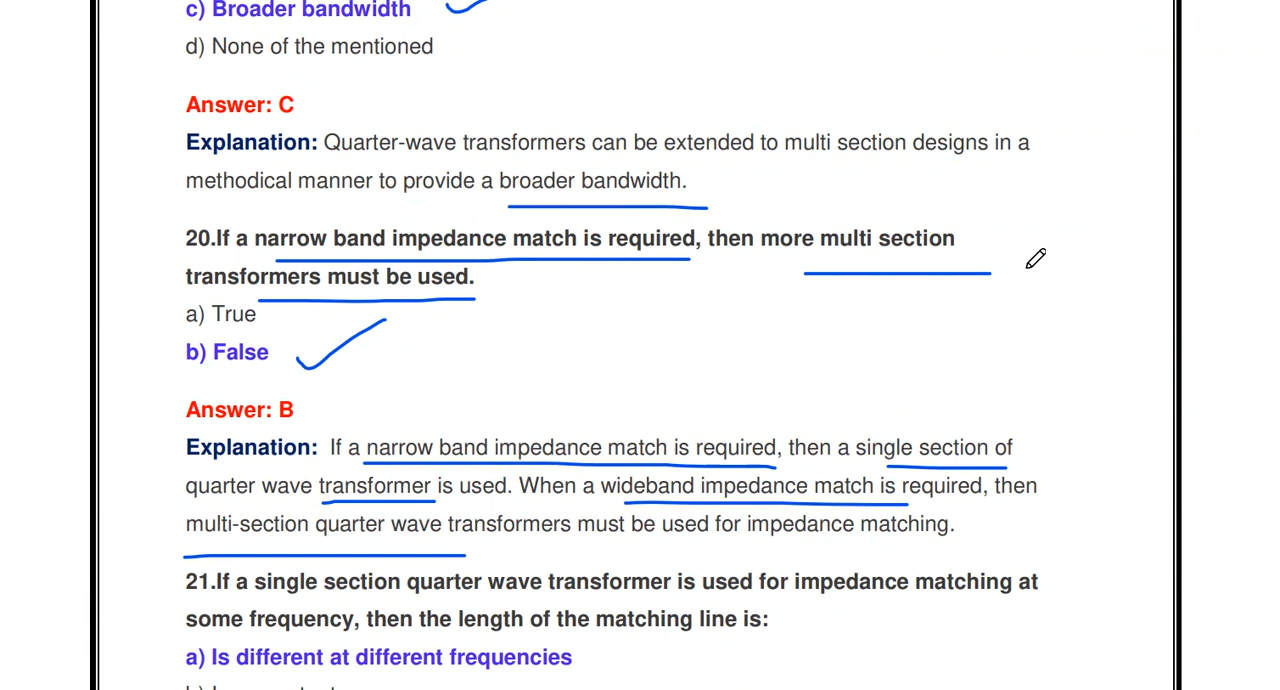 c) Broader bandwidth
d) None of the mentioned
Answer: C
Explanation: Quarter-wave transformers can be extended to multi section designs in a
methodical manner to provide a broader bandwidth.
20.If a narrow band impedance match is required, then more multi section
transformers must be used.
a) True
b) False
Answer: B
Explanation: If a narrow band impedance match is required, then a single section of
quarter wave transformer is used. When a wideband impedance match is required, then
multi-section quarter wave transformers must be used for impedance matching.
21.If a single section quarter wave transformer is used for impedance matching at
some frequency, then the length of the matching line is:
a) Is different at different frequencies